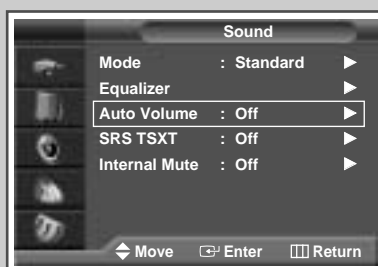 Sound
Mode : Standard
Equalizer
Auto Volume : Off
SRS TSXT : Off
Internal Mute : Off
Move Enter Return